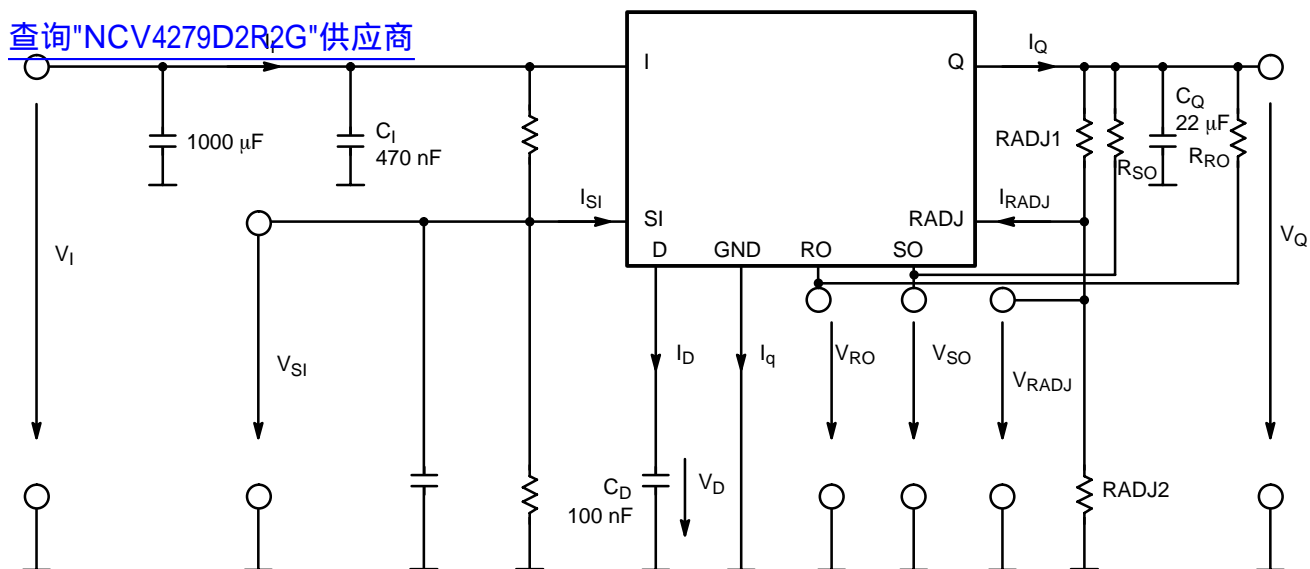 查询"NCV4279D2R2G"供应商
I_I
I
Q
I_Q
1000 μF
C_I
470 nF
RADJ1
R_SO
C_Q
22 μF
R_RO
I_SI
SI
RADJ
I_RADJ
D
GND
RO
SO
V_I
V_Q
V_SI
I_D
I_q
V_RO
V_SO
V_RADJ
C_D
100 nF
V_D
RADJ2